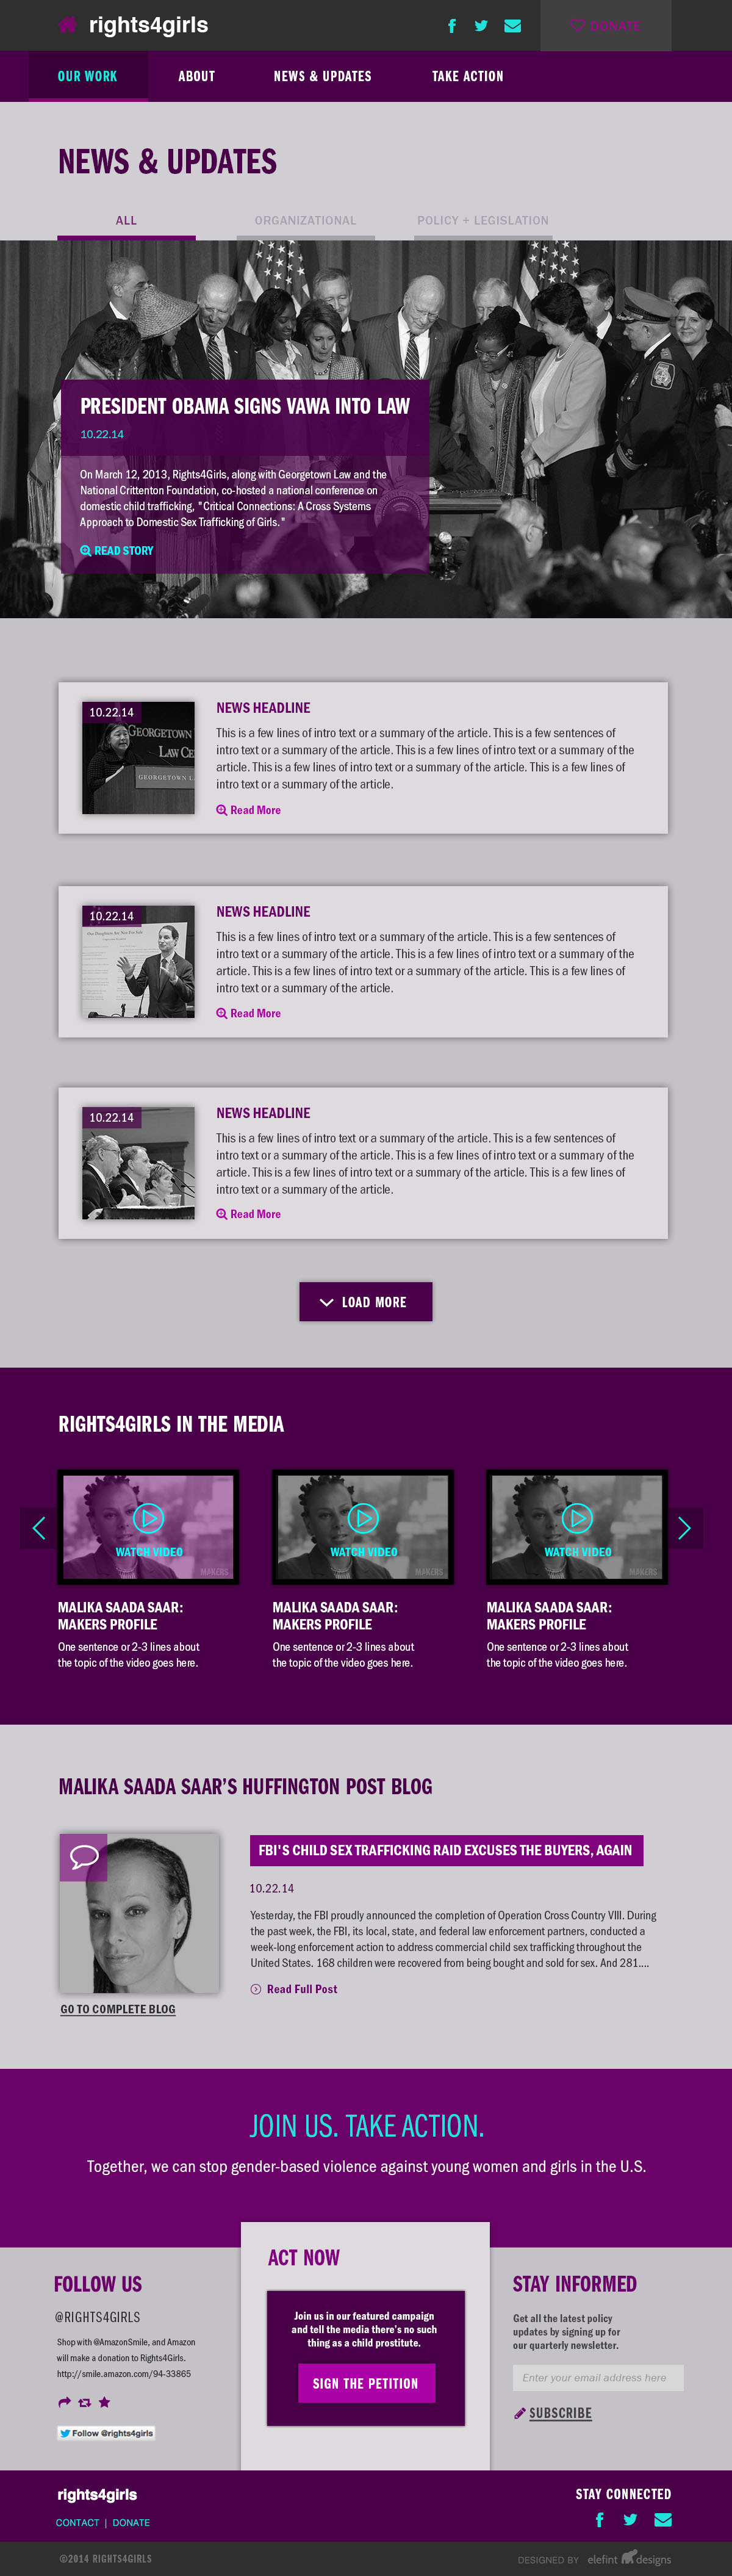 rights4girls
DONATE
OUR WORK ABOUT NEWS & UPDATES TAKE ACTION
NEWS & UPDATES
ALL ORGANIZATIONAL POLICY + LEGISLATION
PRESIDENT OBAMA SIGNS VAWA INTO LAW
10.22.14
On March 12, 2013, Rights4Girls, along with Georgetown Law and the
National Crittenton Foundation, co-hosted a national conference on
domestic child trafficking, "Critical Connections: A Cross Systems
Approach to Domestic Sex Trafficking of Girls."
READ STORY
10.22.14
GEORGETOWN
LAW CE
GEORGETOWN L
NEWS HEADLINE
This is a few lines of intro text or a summary of the article. This is a few sentences of
intro text or a summary of the article. This is a few lines of intro text or a summary of the
article. This is a few lines of intro text or a summary of the article. This is a few lines of
intro text or a summary of the article.
Read More
10.22.14
Our Daughters Are Not For Sale
NEWS HEADLINE
This is a few lines of intro text or a summary of the article. This is a few sentences of
intro text or a summary of the article. This is a few lines of intro text or a summary of the
article. This is a few lines of intro text or a summary of the article. This is a few lines of
intro text or a summary of the article.
Read More
10.22.14
NEWS HEADLINE
This is a few lines of intro text or a summary of the article. This is a few sentences of
intro text or a summary of the article. This is a few lines of intro text or a summary of the
article. This is a few lines of intro text or a summary of the article. This is a few lines of
intro text or a summary of the article.
Read More
LOAD MORE
RIGHTS4GIRLS IN THE MEDIA
WATCH VIDEO
MAKERS
MALIKA SAADA SAAR:
MAKERS PROFILE
One sentence or 2-3 lines about
the topic of the video goes here.
WATCH VIDEO
MAKERS
MALIKA SAADA SAAR:
MAKERS PROFILE
One sentence or 2-3 lines about
the topic of the video goes here.
WATCH VIDEO
MAKERS
MALIKA SAADA SAAR:
MAKERS PROFILE
One sentence or 2-3 lines about
the topic of the video goes here.
MALIKA SAADA SAAR'S HUFFINGTON POST BLOG
GO TO COMPLETE BLOG
FBI'S CHILD SEX TRAFFICKING RAID EXCUSES THE BUYERS, AGAIN
10.22.14
Yesterday, the FBI proudly announced the completion of Operation Cross Country VIII. During
the past week, the FBI, its local, state, and federal law enforcement partners, conducted a
week-long enforcement action to address commercial child sex trafficking throughout the
United States. 168 children were recovered from being bought and sold for sex. And 281....
Read Full Post
JOIN US. TAKE ACTION.
Together, we can stop gender-based violence against young women and girls in the U.S.
FOLLOW US
@RIGHTS4GIRLS
Shop with @AmazonSmile, and Amazon
will make a donation to Rights4Girls.
http://smile.amazon.com/94-33865
Follow @rights4girls
ACT NOW
Join us in our featured campaign
and tell the media there's no such
thing as a child prostitute.
SIGN THE PETITION
STAY INFORMED
Get all the latest policy
updates by signing up for
our quarterly newsletter.
Enter your email address here
SUBSCRIBE
rights4girls
CONTACT | DONATE
STAY CONNECTED
©2014 RIGHTS4GIRLS
DESIGNED BY elefint designs